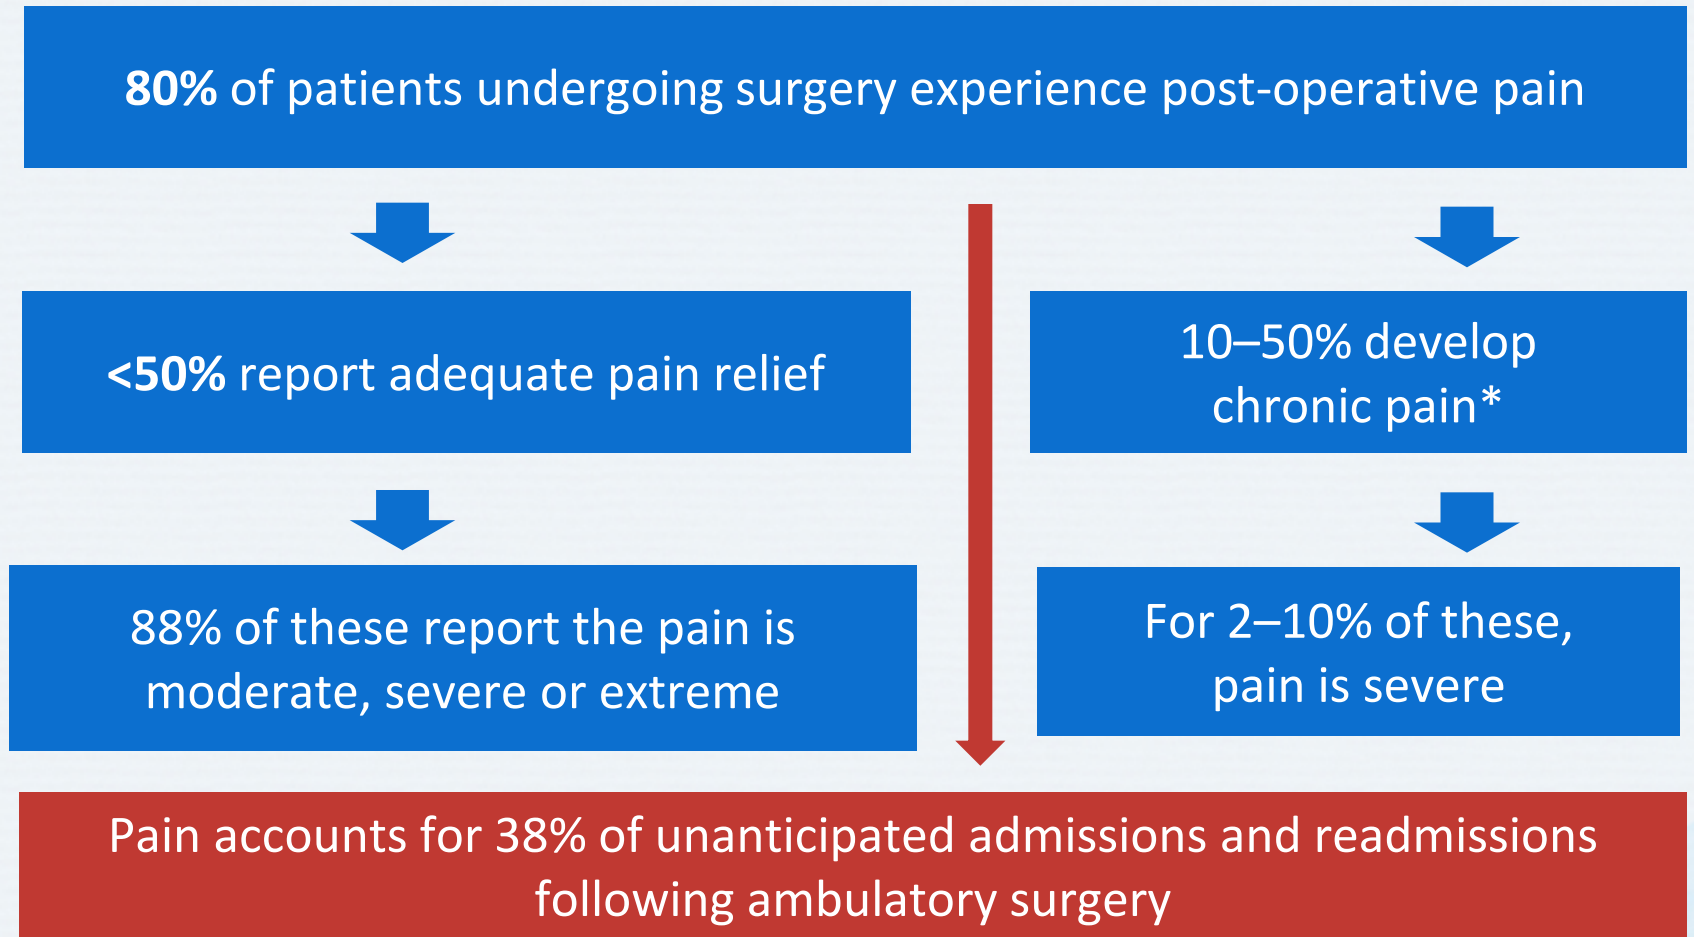 80% of patients undergoing surgery experience post-operative pain
<50% report adequate pain relief
10–50% develop
chronic pain*
88% of these report the pain is
moderate, severe or extreme
For 2–10% of these,
pain is severe
Pain accounts for 38% of unanticipated admissions and readmissions
following ambulatory surgery